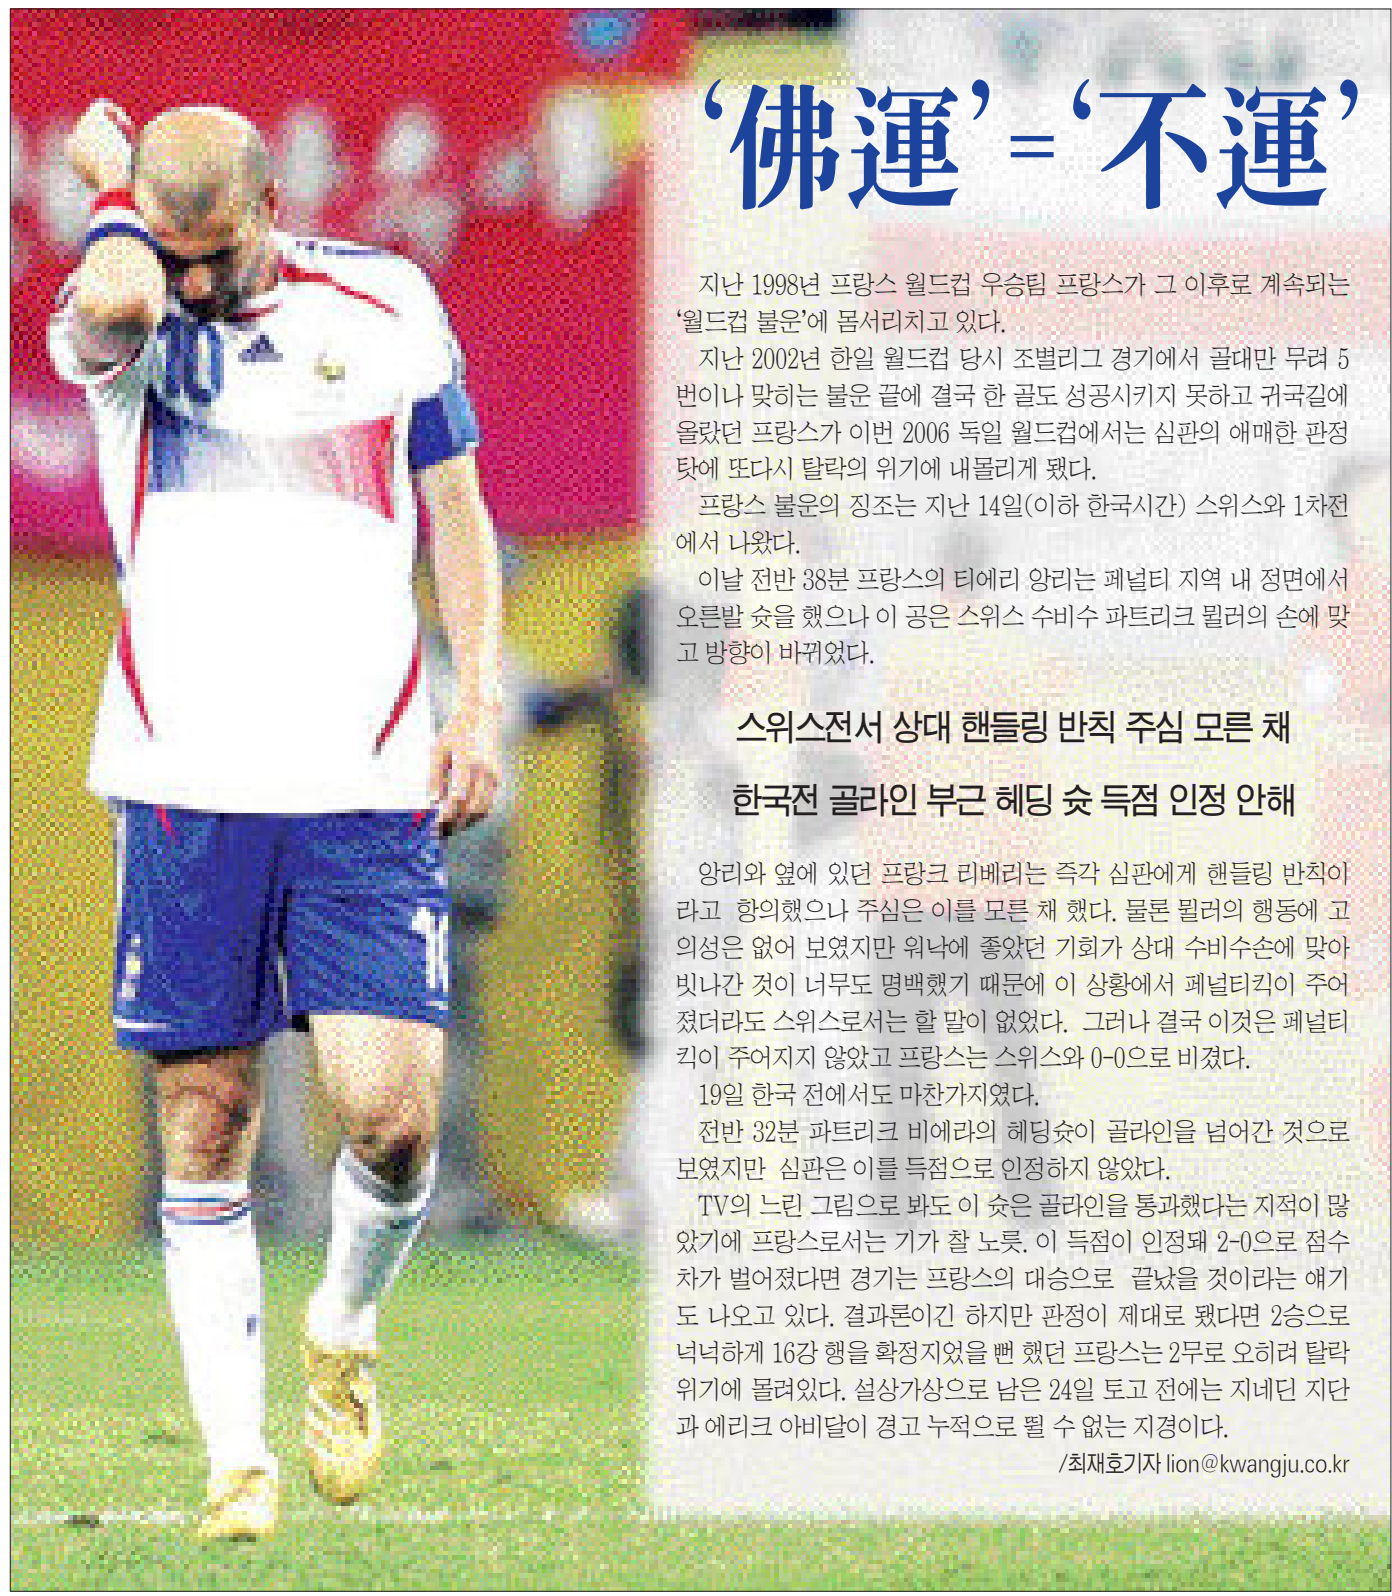 ‘佛運’=‘不運’
지난 1998년 프랑스 월드컵 우승팀 프랑스가 그 이후로 계속되는
‘월드컵 불운’에 몸서리치고 있다.
지난 2002년 한일 월드컵 당시 조별리그 경기에서 골대만 무려 5
번이나 맞히는 불운 끝에 결국 한 골도 성공시키지 못하고 귀국길에
올랐던 프랑스가 이번 2006 독일 월드컵에서는 심판의 애매한 판정
탓에 또다시 탈락의 위기에 내몰리게 됐다.
프랑스 불운의 징조는 지난 14일(이하 한국시간) 스위스와 1차전
에서 나왔다.
이날 전반 38분 프랑스의 티에리 앙리는 페널티 지역 내 정면에서
오른발 슛을 했으나 이 공은 스위스 수비수 파트리크 뮐러의 손에 맞
고 방향이 바뀌었다.
스위스전서 상대 핸들링 반칙 주심 모른 채
한국전 골라인 부근 헤딩 슛 득점 인정 안해
앙리와 옆에 있던 프랑크 리베리는 즉각 심판에게 핸들링 반칙이
라고 항의했으나 주심은 이를 모른 채 했다. 물론 뮐러의 행동에 고
의성은 없어 보였지만 워낙에 좋았던 기회가 상대 수비수손에 맞아
빗나간 것이 너무도 명백했기 때문에 이 상황에서 페널티킥이 주어
졌더라도 스위스로서는 할 말이 없었다. 그러나 결국 이것은 페널티
킥이 주어지지 않았고 프랑스는 스위스와 0-0으로 비겼다.
19일 한국 전에서도 마찬가지였다.
전반 32분 파트리크 비에라의 헤딩슛이 골라인을 넘어간 것으로
보였지만 심판은 이를 득점으로 인정하지 않았다.
TV의 느린 그림으로 봐도 이 슛은 골라인을 통과했다는 지적이 많
았기에 프랑스로서는 기가 찰 노릇. 이 득점이 인정돼 2-0으로 점수
차가 벌어졌다면 경기는 프랑스의 대승으로 끝났을 것이라는 얘기
도 나오고 있다. 결과론이긴 하지만 판정이 제대로 됐다면 2승으로
넉넉하게 16강 행을 확정지었을 뻔 했던 프랑스는 2무로 오히려 탈락
위기에 몰려있다. 설상가상으로 남은 24일 토고 전에는 지네딘 지단
과 에리크 아비달이 경고 누적으로 뛸 수 없는 지경이다.
/최재호기자 lion@kwangju.co.kr
10
10